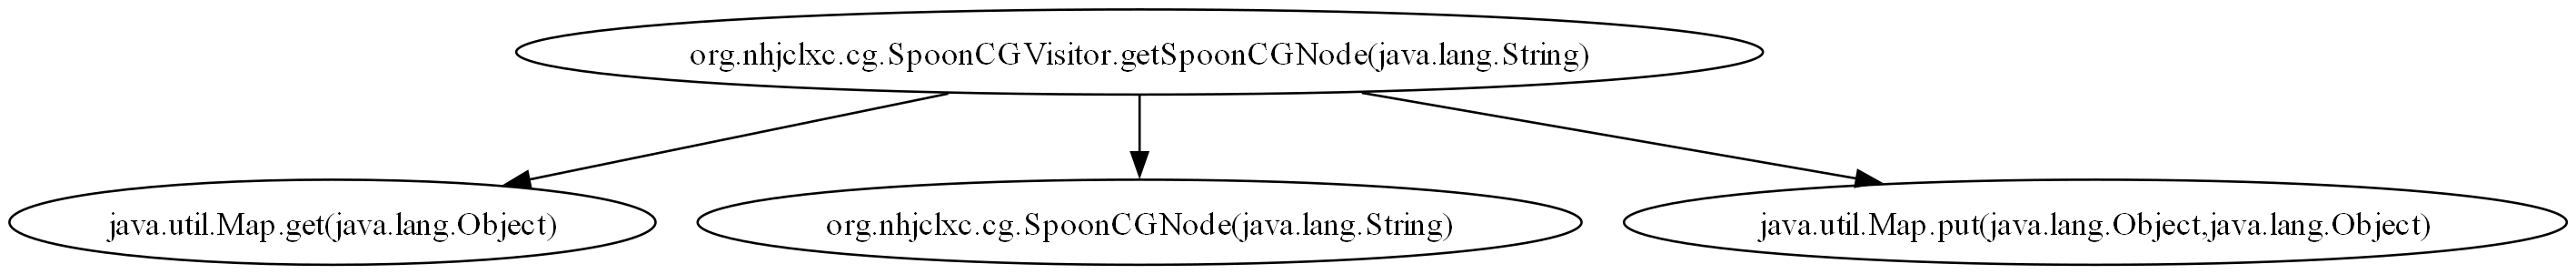 org.nhjclxc.cg.SpoonCGVisitor.getSpoonCGNode(java.lang.String)
java.util.Map.get(java.lang.Object)
org.nhjclxc.cg.SpoonCGNode(java.lang.String)
java.util.Map.put(java.lang.Object,java.lang.Object)